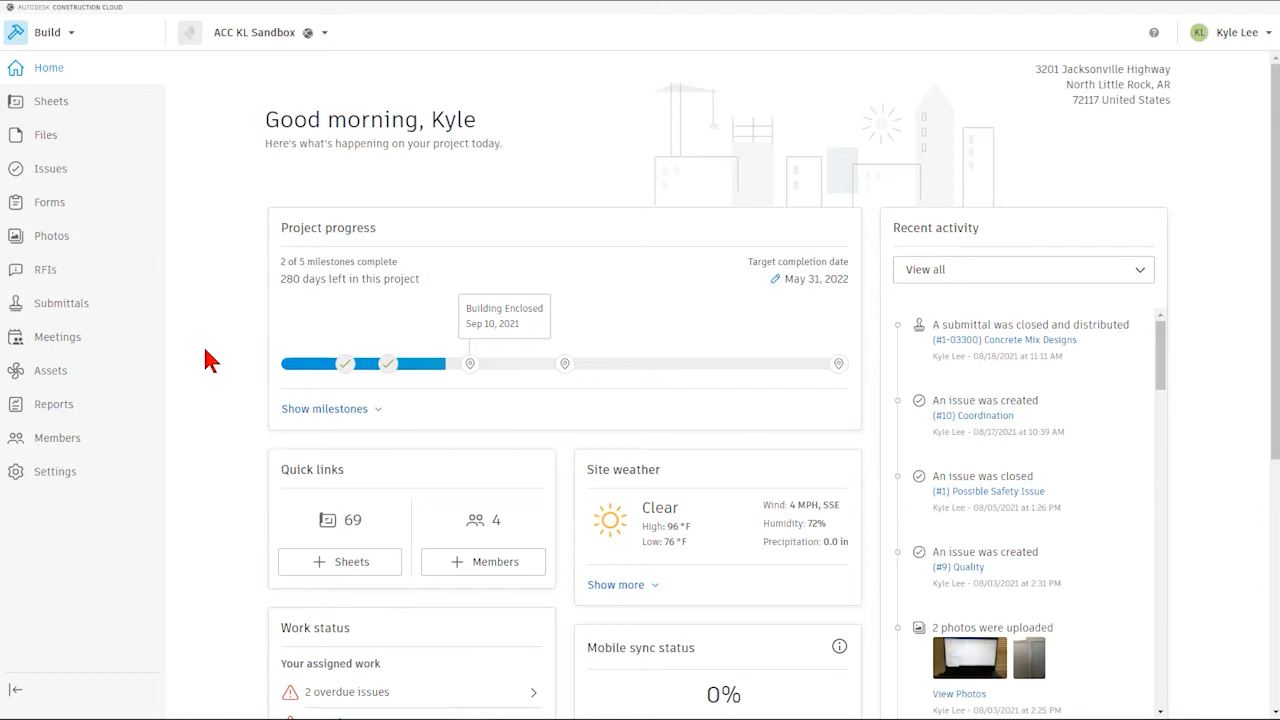 AUTODESK CONSTRUCTION CLOUD
Build
ACC KL Sandbox
KL
Kyle Lee
Home
Sheets
Files
Issues
Forms
Photos
RFIs
Submittals
Meetings
Assets
Reports
Members
Settings
Good morning, Kyle
Here's what's happening on your project today.
3201 Jacksonville Highway
North Little Rock, AR
72117 United States
Project progress
2 of 5 milestones complete
280 days left in this project
Target completion date
May 31, 2022
Building Enclosed
Sep 10, 2021
Show milestones
Quick links
69
4
Sheets
Members
Site weather
Clear
High: 96 °F
Low: 76 °F
Wind: 4 MPH, SSE
Humidity: 72%
Precipitation: 0.0 in
Show more
Work status
Your assigned work
2 overdue issues
Mobile sync status
0%
Recent activity
View all
A submittal was closed and distributed
(#1-03300) Concrete Mix Designs
Kyle Lee - 08/18/2021 at 11:11 AM
An issue was created
(#10) Coordination
Kyle Lee - 08/17/2021 at 10:39 AM
An issue was closed
(#1) Possible Safety Issue
Kyle Lee - 08/05/2021 at 1:26 PM
An issue was created
(#9) Quality
Kyle Lee - 08/03/2021 at 2:31 PM
2 photos were uploaded
View Photos
Kyle Lee - 08/03/2021 at 2:25 PM